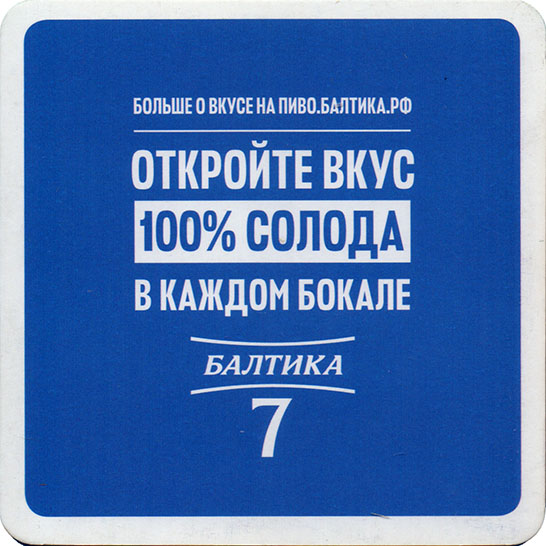 БОЛЬШЕ О ВКУСЕ НА ПИВО.БАЛТИКА.РФ
ОТКРОЙТЕ ВКУС
100% СОЛОДА
В КАЖДОМ БОКАЛЕ
БАЛТИКА
7